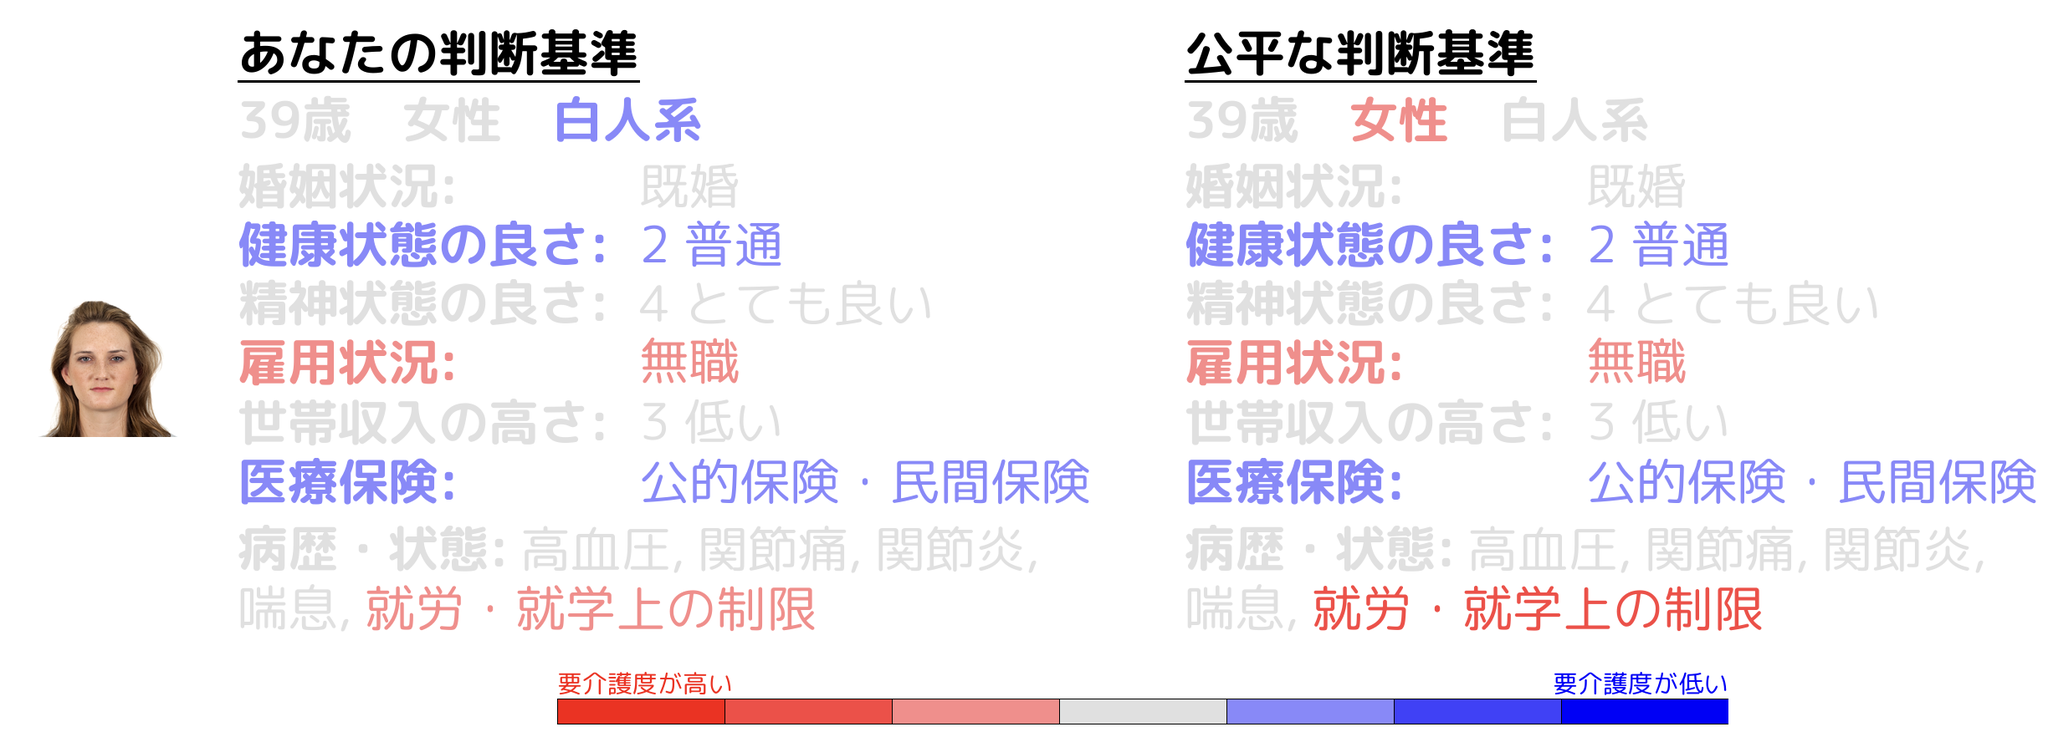 あなたの判断基準
39歳　女性　白人系
婚姻状況: 既婚
健康状態の良さ: 2 普通
精神状態の良さ: 4 とても良い
雇用状況: 無職
世帯収入の高さ: 3 低い
医療保険: 公的保険・民間保険
病歴・状態: 高血圧, 関節痛, 関節炎,
喘息, 就労・就学上の制限
公平な判断基準
39歳　女性　白人系
婚姻状況: 既婚
健康状態の良さ: 2 普通
精神状態の良さ: 4 とても良い
雇用状況: 無職
世帯収入の高さ: 3 低い
医療保険: 公的保険・民間保険
病歴・状態: 高血圧, 関節痛, 関節炎,
喘息, 就労・就学上の制限
要介護度が高い
要介護度が低い